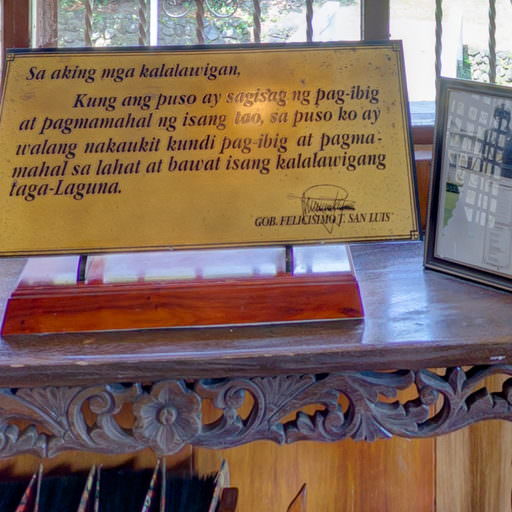 Sa aking mga kalalawigan,
Kung ang puso ay sagisag ng pag-ibig
at pagmamahal ng isang tao, sa puso ko ay
walang nakaukit kundi pag-ibig at pagma-
mahal sa lahat at bawat isang kalalawigang
taga-Laguna.
GOB. FELICISIMO T. SAN LUIS